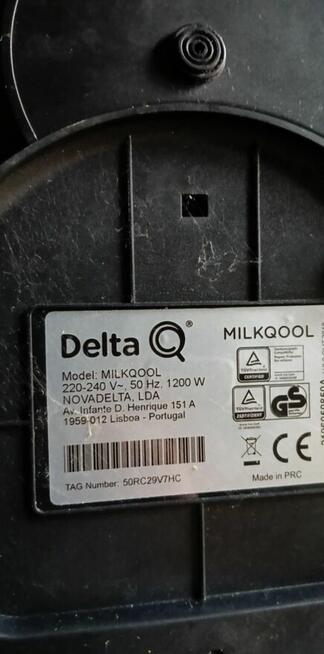 Delta Q®
MILKQOOL
Model: MILKQOOL
220-240 V~, 50 Hz, 1200 W
NOVADELTA, LDA
Av. Infante D. Henrique 151 A
1959-012 Lisboa - Portugal
TAG Number: 50RC29V7HC
GS
CE
Made in PRC